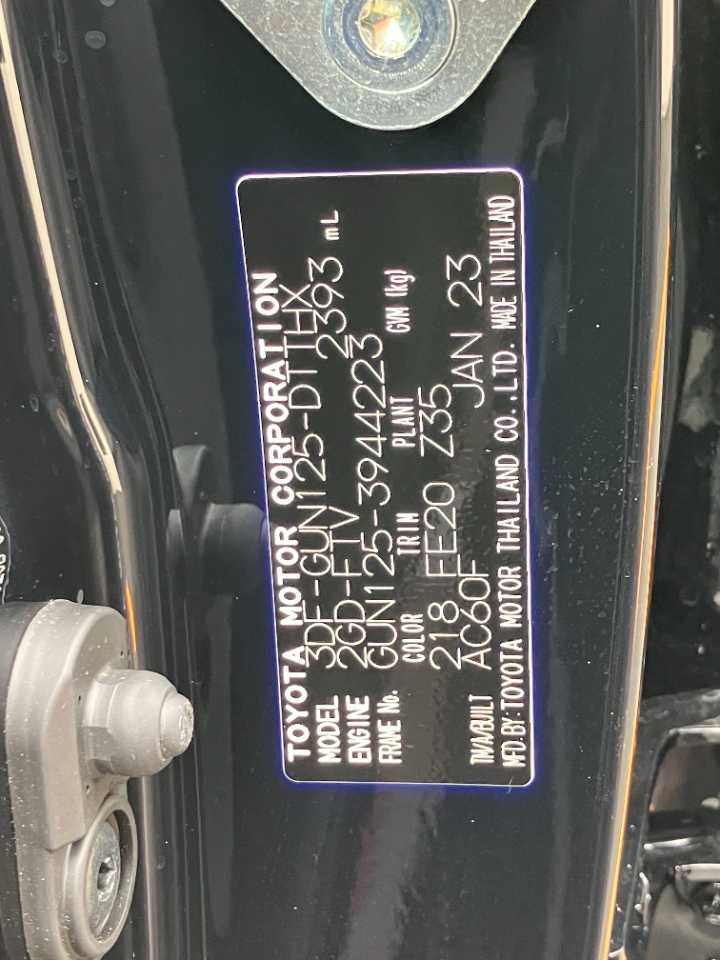 TOYOTA MOTOR CORPORATION
MODEL 3DF-GUN125-DTTHX
ENGINE 2GD-FTV 2393 mL
FRAME No. GUN125-3944223
COLOR TRIM PLANT GVM (kg)
218 FE20 Z35
TM/A/BUILT AC60F JAN 23
MFD.BY:TOYOTA MOTOR THAILAND CO.,LTD. MADE IN THAILAND